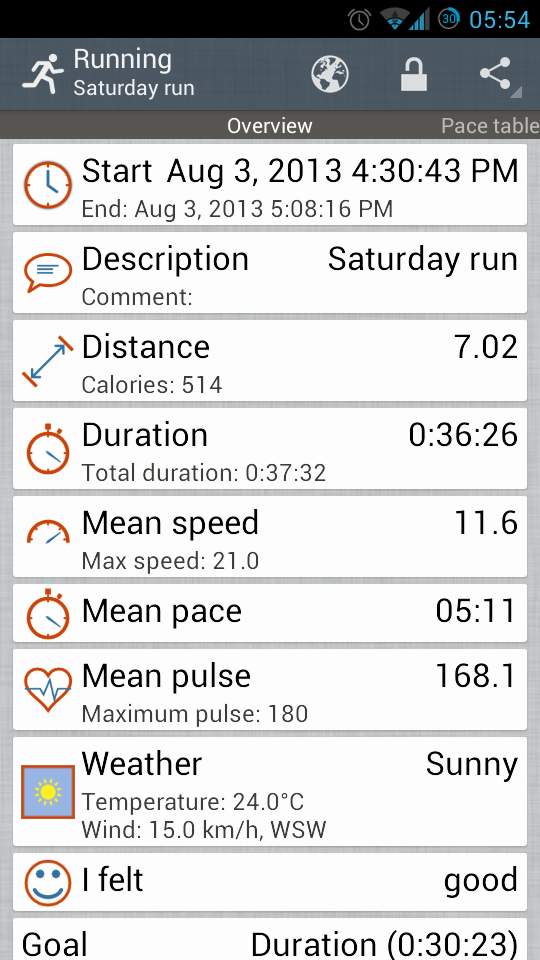 30 05:54
Running
Saturday run
Overview Pace table
Start Aug 3, 2013 4:30:43 PM
End: Aug 3, 2013 5:08:16 PM
Description Saturday run
Comment:
Distance 7.02
Calories: 514
Duration 0:36:26
Total duration: 0:37:32
Mean speed 11.6
Max speed: 21.0
Mean pace 05:11
Mean pulse 168.1
Maximum pulse: 180
Weather Sunny
Temperature: 24.0°C
Wind: 15.0 km/h, WSW
I felt good
Goal Duration (0:30:23)